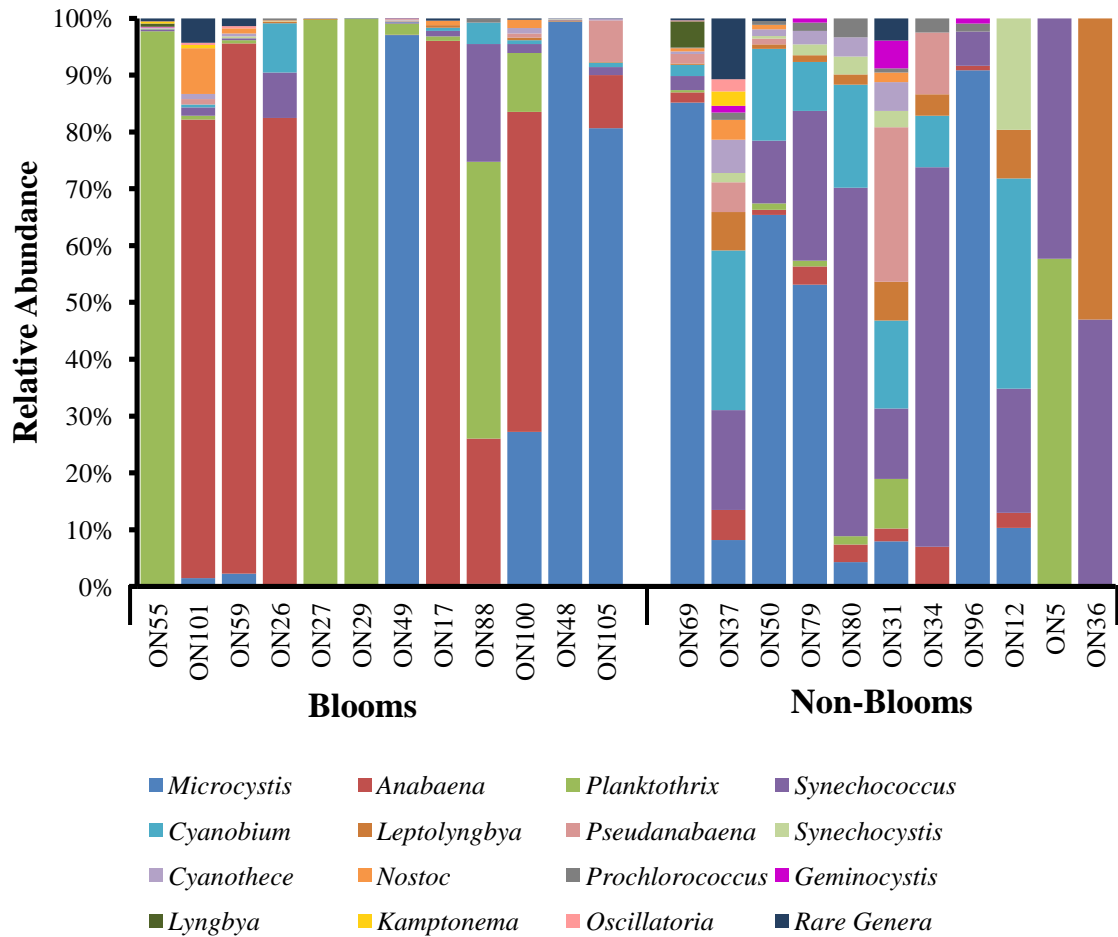 Relative Abundance
100%
90%
80%
70%
60%
50%
40%
30%
20%
10%
0%
ON55
ON101
ON59
ON26
ON27
ON29
ON49
ON17
ON88
ON100
ON48
ON105
ON69
ON37
ON50
ON79
ON80
ON31
ON34
ON96
ON12
ON5
ON36
Blooms
Non-Blooms
Microcystis Anabaena Planktothrix Synechococcus
Cyanobium Leptolyngbya Pseudanabaena Synechocystis
Cyanothece Nostoc Prochlorococcus Geminocystis
Lyngbya Kamptonema Oscillatoria Rare Genera